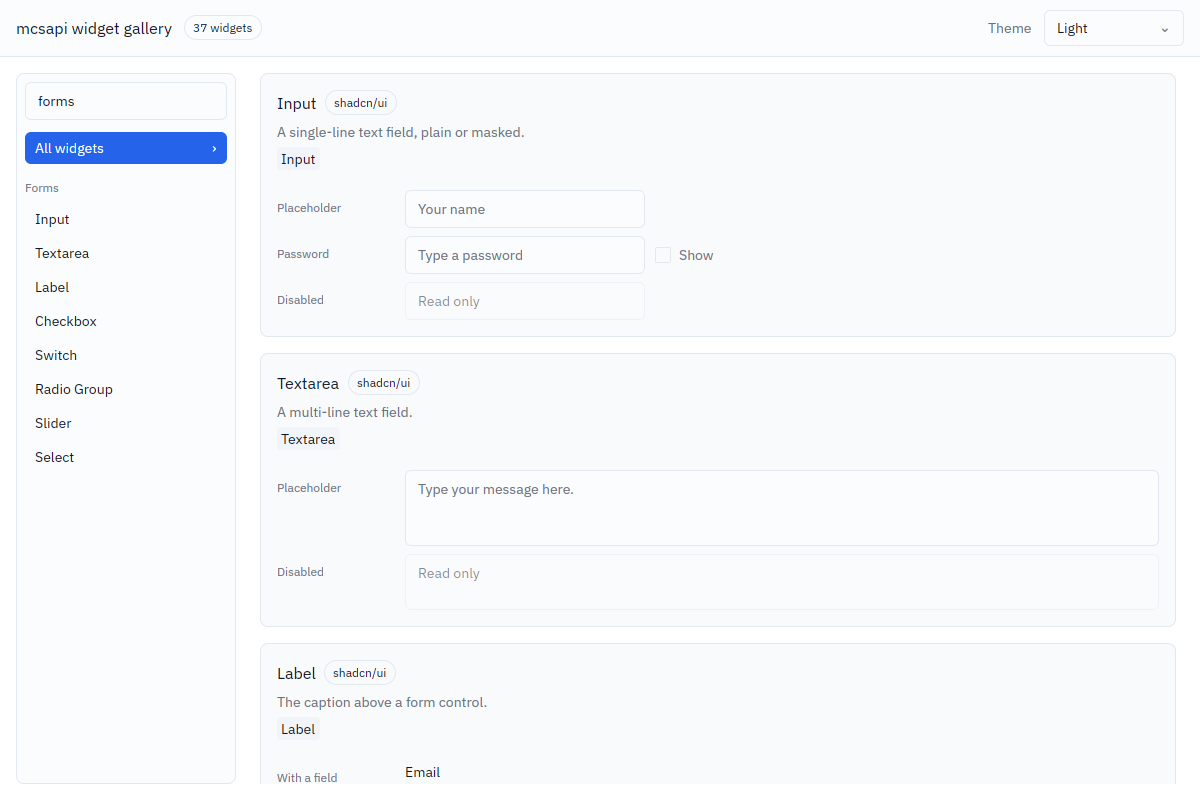 mcsapi widget gallery
37 widgets
Theme
Light
forms
All widgets
Forms
Input
Textarea
Label
Checkbox
Switch
Radio Group
Slider
Select
Input
shadcn/ui
A single-line text field, plain or masked.
Input
Placeholder
Your name
Password
Type a password
Show
Disabled
Read only
Textarea
shadcn/ui
A multi-line text field.
Textarea
Placeholder
Type your message here.
Disabled
Read only
Label
shadcn/ui
The caption above a form control.
Label
With a field
Email